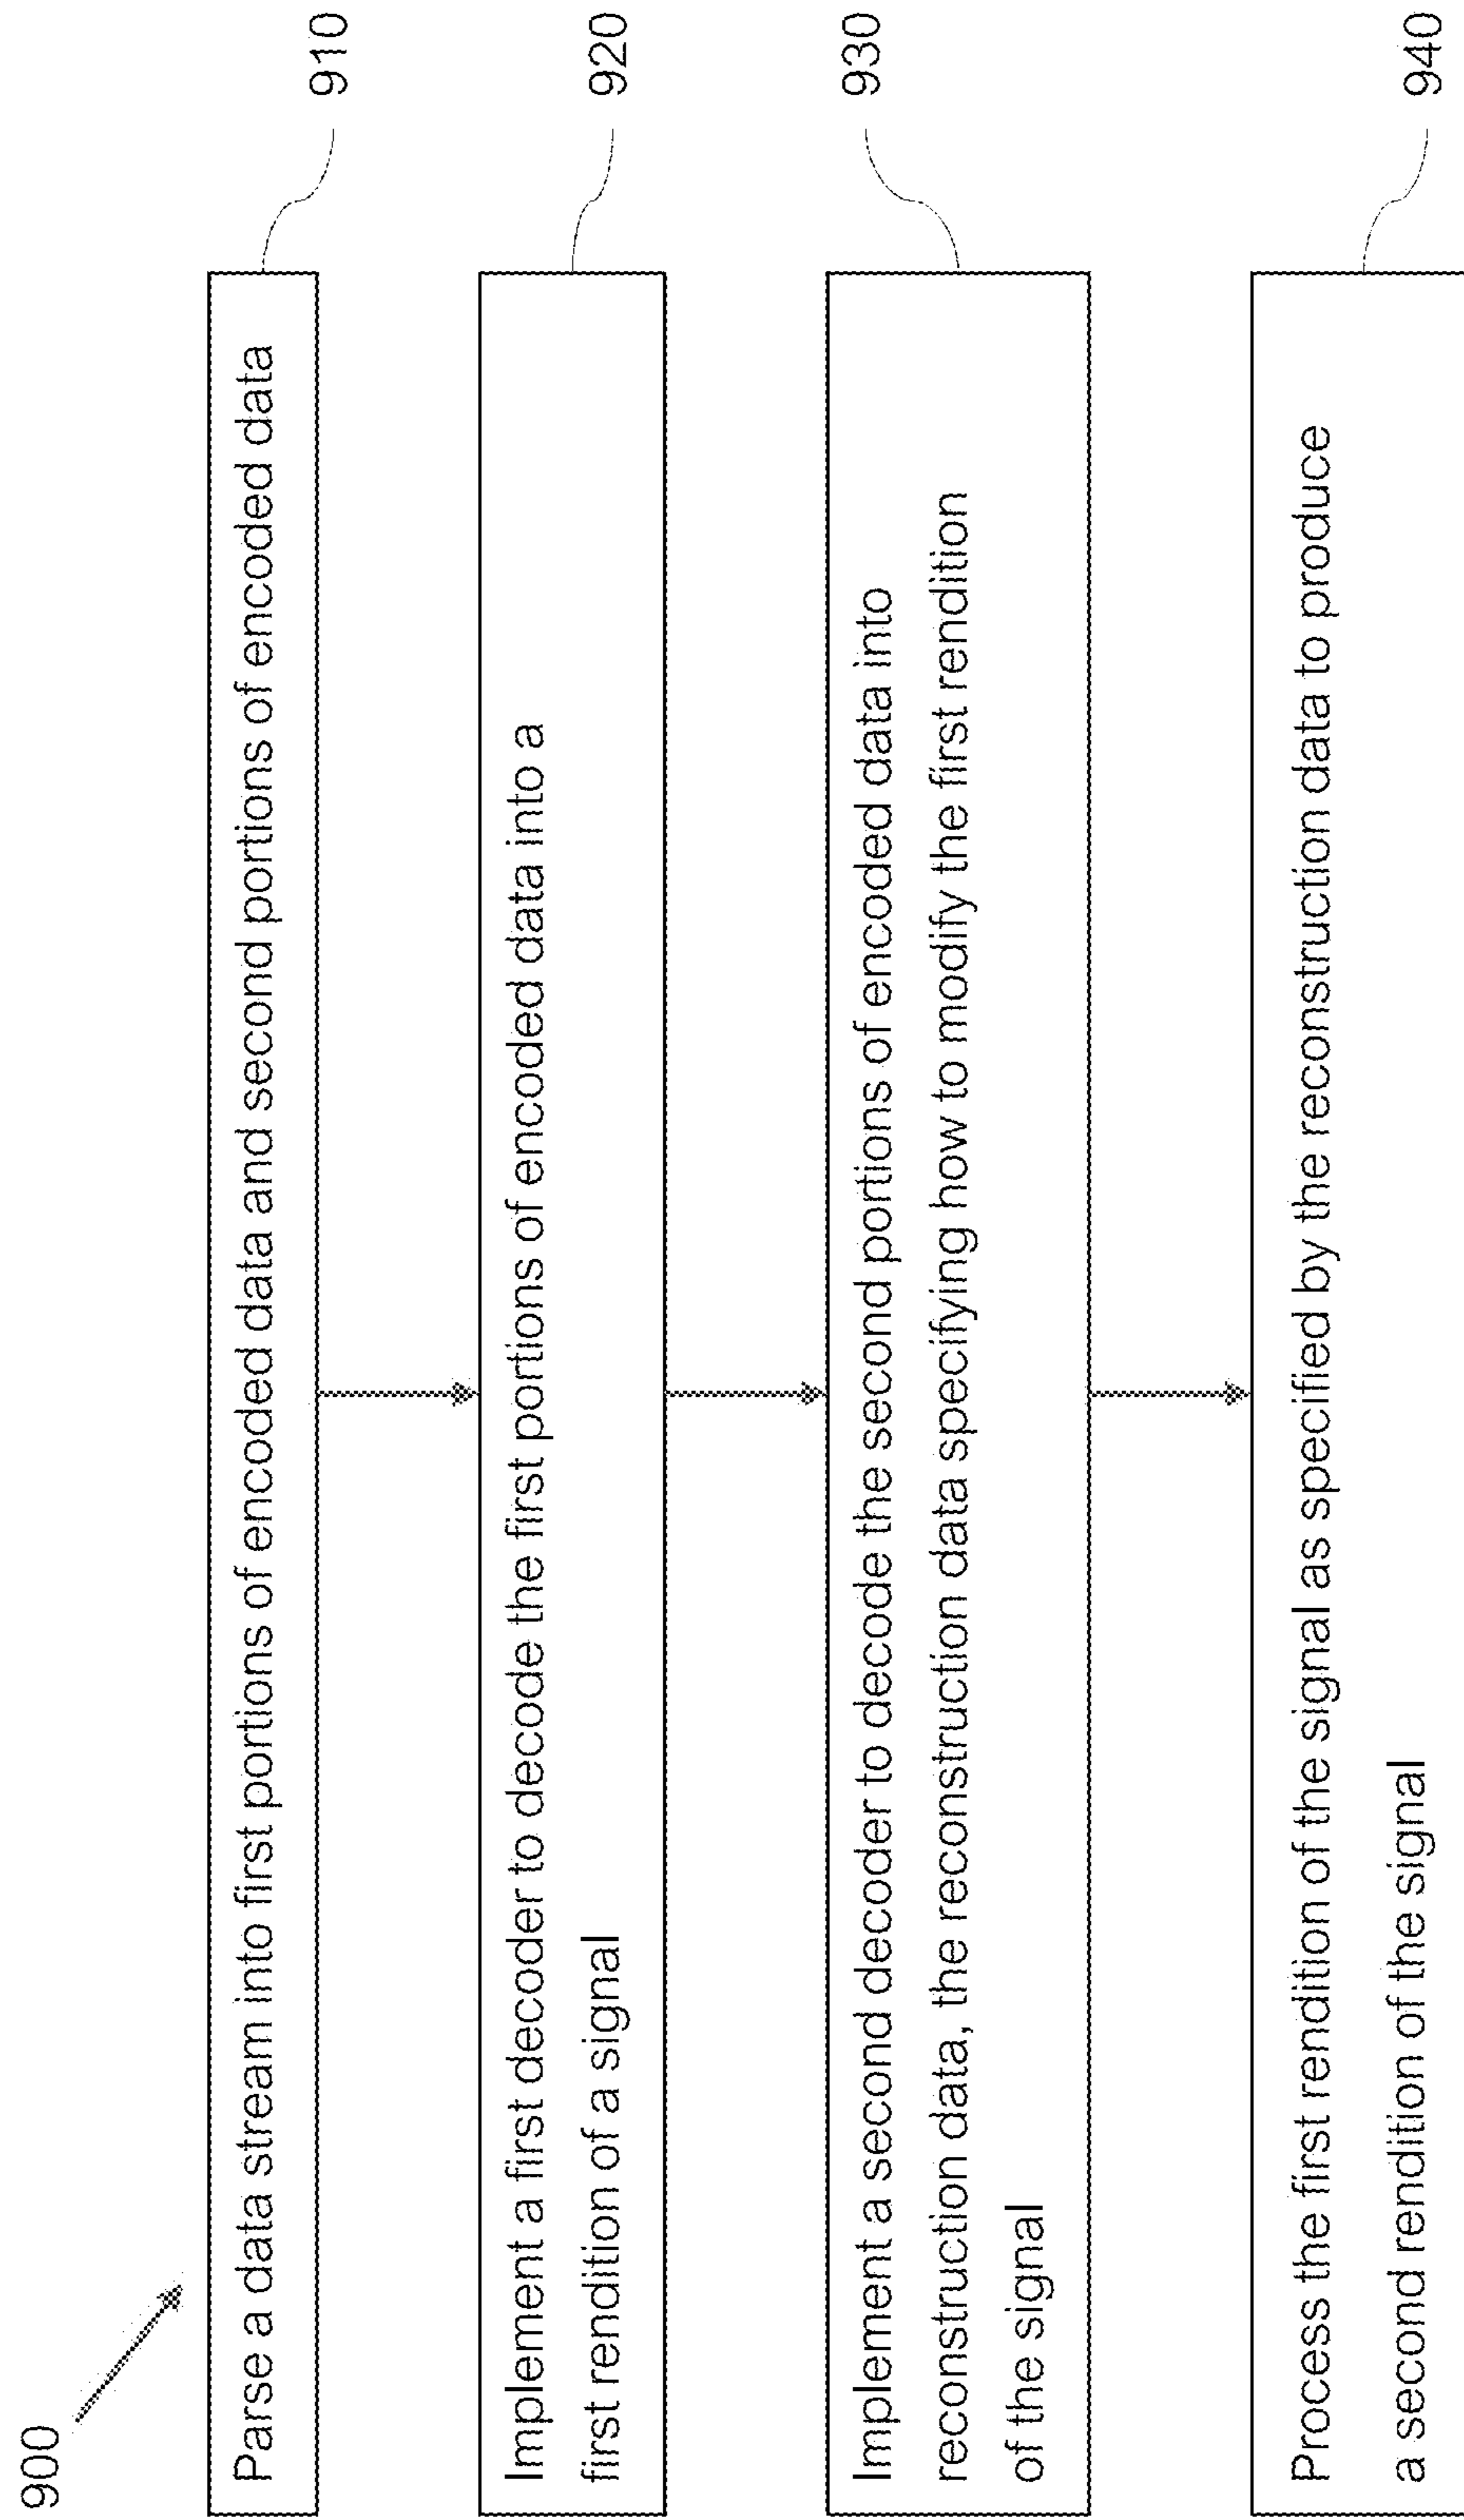 900
Parse a data stream into first portions of encoded data and second portions of encoded data
910
Implement a first decoder to decode the first portions of encoded data into a
first rendition of a signal
920
Implement a second decoder to decode the second portions of encoded data into
reconstruction data, the reconstruction data specifying how to modify the first rendition
of the signal
930
Process the first rendition of the signal as specified by the reconstruction data to produce
a second rendition of the signal
940